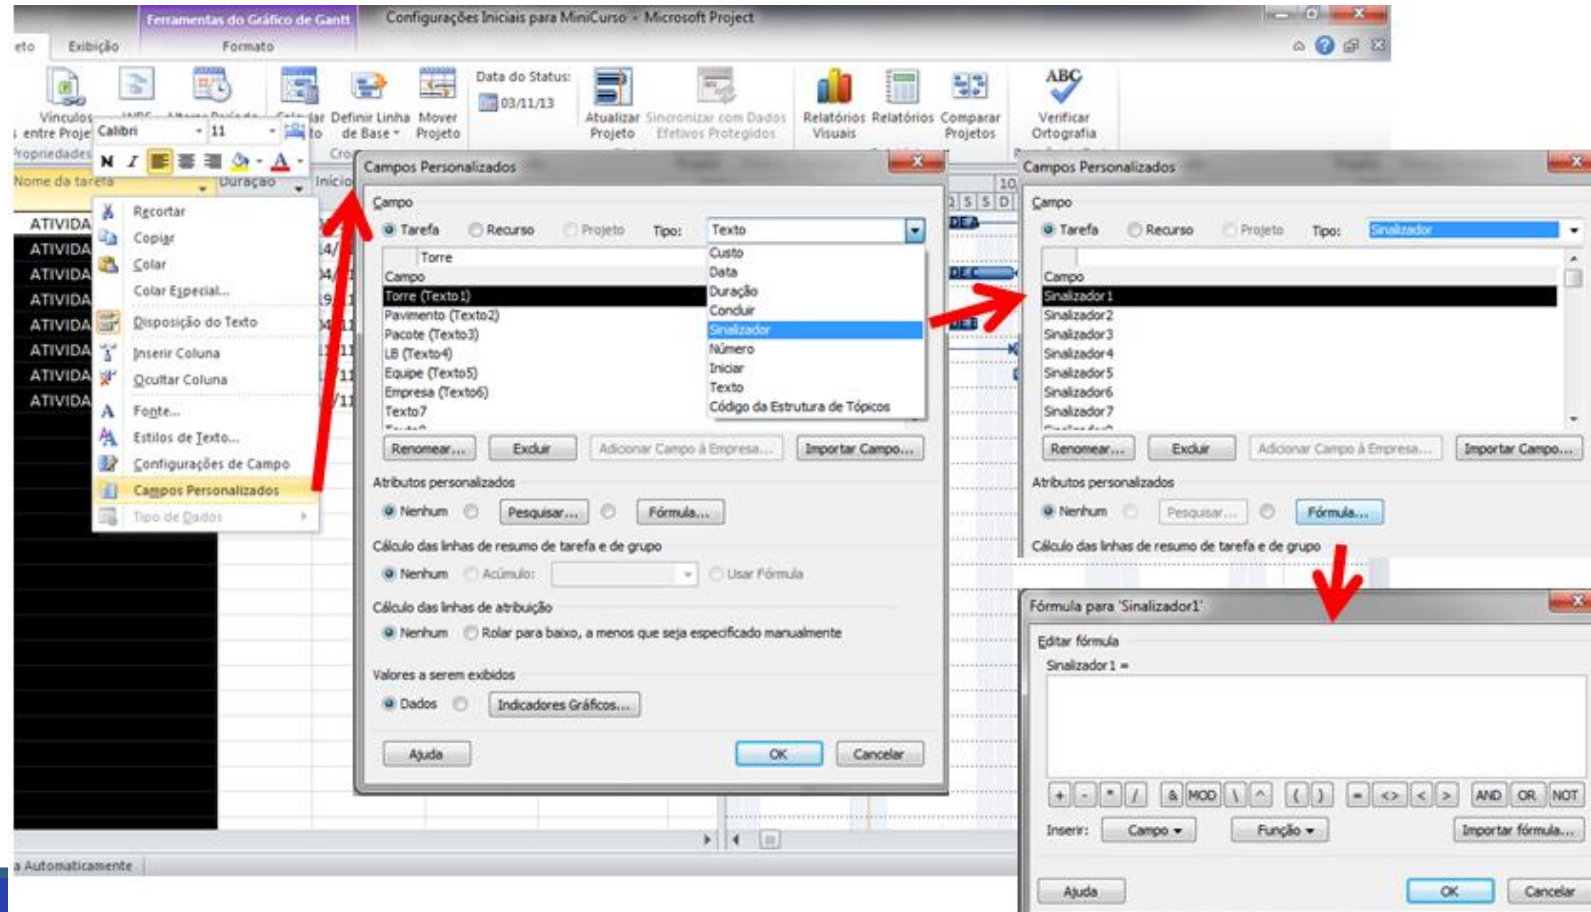 Ferramentas do Gráfico de Gantt
Configurações Iniciais para MiniCurso - Microsoft Project
eto Exibição Formato
Vínculos
entre Proje
Definir Linha
de Base
Mover
Projeto
Data do Status:
03/11/13
Atualizar
Projeto
Sincronizar com Dados
Efetivos Protegidos
Relatórios
Visuais
Relatórios
Comparar
Projetos
ABC
Verificar
Ortografia
Propriedades
Calibri 11
N I A
Nome da tarefa Duração Início
ATIVIDA
ATIVIDA
ATIVIDA
ATIVIDA
ATIVIDA
ATIVIDA
ATIVIDA
ATIVIDA
Recortar
Copiar
Colar
Colar Especial...
Disposição do Texto
Inserir Coluna
Ocultar Coluna
Fonte...
Estilos de Texto...
Configurações de Campo
Campos Personalizados
Tipo de Dados
Campos Personalizados
Campo
Tarefa Recurso Projeto Tipo: Texto
Torre
Campo
Torre (Texto1)
Pavimento (Texto2)
Pacote (Texto3)
LB (Texto4)
Equipe (Texto5)
Empresa (Texto6)
Texto7
Custo
Data
Duração
Concluir
Sinalizador
Número
Iniciar
Texto
Código da Estrutura de Tópicos
Renomear... Excluir Adicionar Campo à Empresa... Importar Campo...
Atributos personalizados
Nenhum Pesquisar... Fórmula...
Cálculo das linhas de resumo de tarefa e de grupo
Nenhum Acúmulo: Usar Fórmula
Cálculo das linhas de atribuição
Nenhum Rolar para baixo, a menos que seja especificado manualmente
Valores a serem exibidos
Dados Indicadores Gráficos...
Ajuda OK Cancelar
Campos Personalizados
Campo
Tarefa Recurso Projeto Tipo: Sinalizador
Campo
Sinalizador1
Sinalizador2
Sinalizador3
Sinalizador4
Sinalizador5
Sinalizador6
Sinalizador7
Renomear... Excluir Adicionar Campo à Empresa... Importar Campo...
Atributos personalizados
Nenhum Pesquisar... Fórmula...
Cálculo das linhas de resumo de tarefa e de grupo
Fórmula para 'Sinalizador1'
Editar fórmula
Sinalizador1 =
+ - * / & MOD \ ^ ( ) = <> < > AND OR NOT
Inserir: Campo Função Importar fórmula...
Ajuda OK Cancelar
a Automaticamente